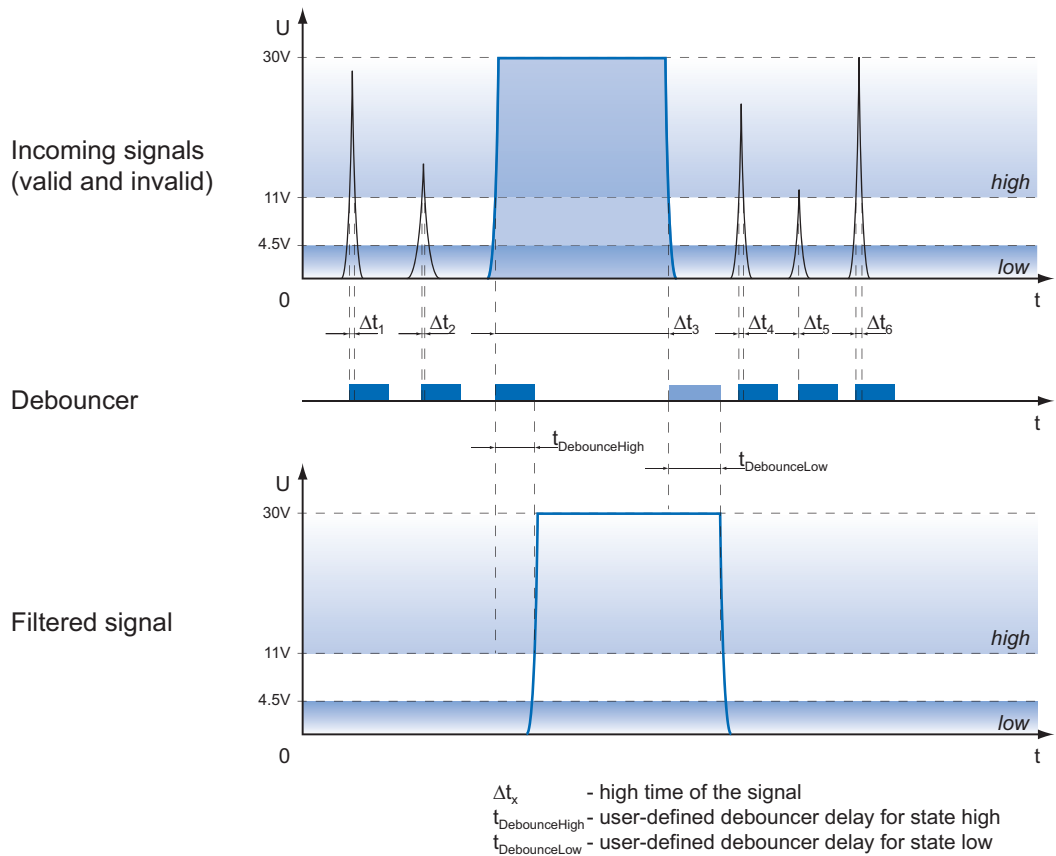 U
30V
Incoming signals
(valid and invalid)
high
11V
4.5V
low
0
t
Δt1
Δt2
Δt3
Δt4
Δt5
Δt6
Debouncer
t
tDebounceHigh
tDebounceLow
U
30V
Filtered signal
high
11V
4.5V
low
0
t
Δtx - high time of the signal
tDebounceHigh - user-defined debouncer delay for state high
tDebounceLow - user-defined debouncer delay for state low